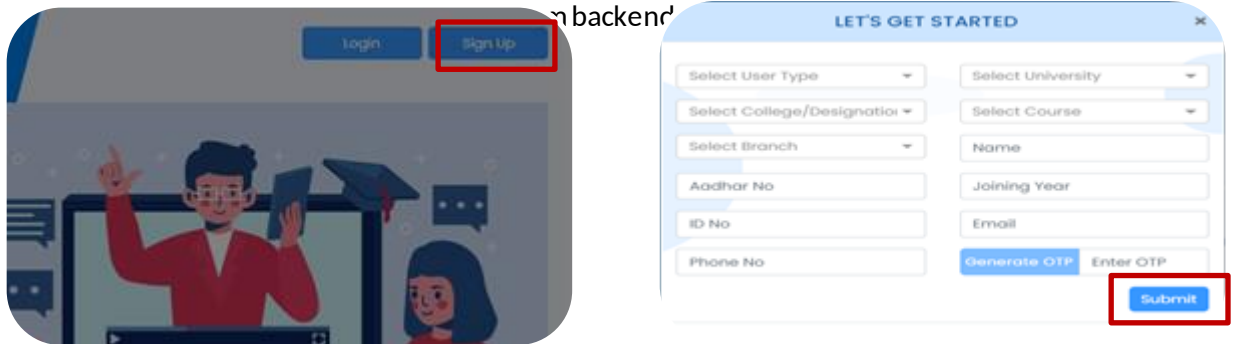 backend
Login
Sign Up
LET'S GET STARTED
×
Select User Type
Select University
Select College/Designatio
Select Course
Select Branch
Name
Aadhar No
Joining Year
ID No
Email
Phone No
Generate OTP
Enter OTP
Submit